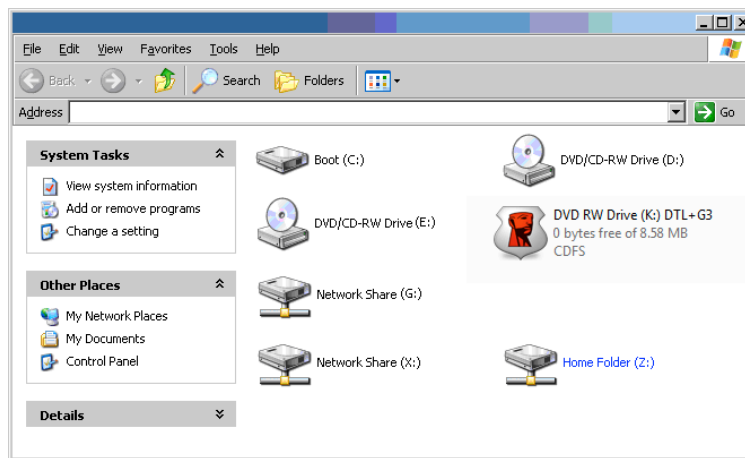 File Edit View Favorites Tools Help
Back Search Folders
Address Go
System Tasks
View system information
Add or remove programs
Change a setting
Other Places
My Network Places
My Documents
Control Panel
Details
Boot (C:)
DVD/CD-RW Drive (D:)
DVD/CD-RW Drive (E:)
DVD RW Drive (K:) DTL+G3
0 bytes free of 8.58 MB
CDFS
Network Share (G:)
Network Share (X:)
Home Folder (Z:)